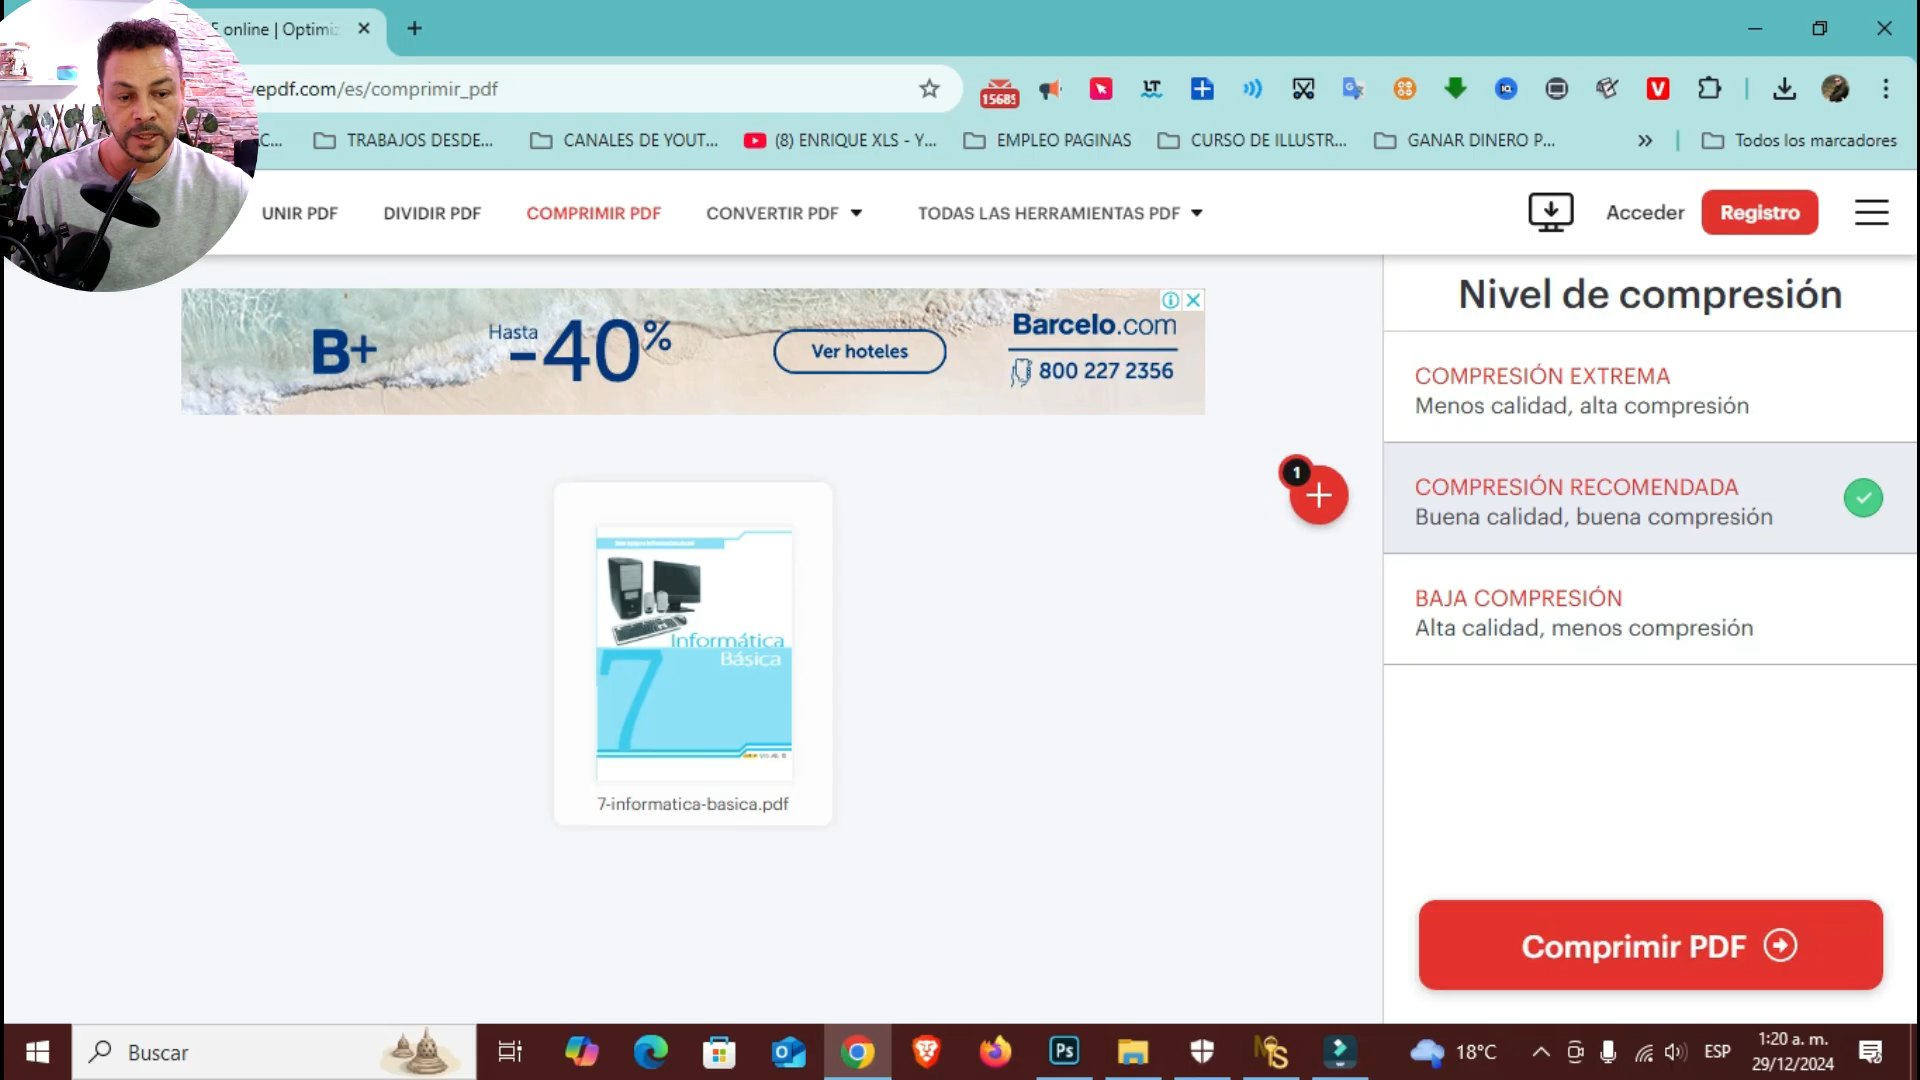 online | Optimiz
vepdf.com/es/comprimir_pdf
15685
C...
TRABAJOS DESDE...
CANALES DE YOUT...
(8) ENRIQUE XLS - Y...
EMPLEO PAGINAS
CURSO DE ILLUSTR...
GANAR DINERO P...
Todos los marcadores
UNIR PDF
DIVIDIR PDF
COMPRIMIR PDF
CONVERTIR PDF
TODAS LAS HERRAMIENTAS PDF
Acceder
Registro
B+
Hasta
-40%
Ver hoteles
Barcelo.com
800 227 2356
1
Informática
Básica
7
7-informatica-basica.pdf
Nivel de compresión
COMPRESIÓN EXTREMA
Menos calidad, alta compresión
COMPRESIÓN RECOMENDADA
Buena calidad, buena compresión
BAJA COMPRESIÓN
Alta calidad, menos compresión
Comprimir PDF
Buscar
Ps
18°C
ESP
1:20 a. m.
29/12/2024